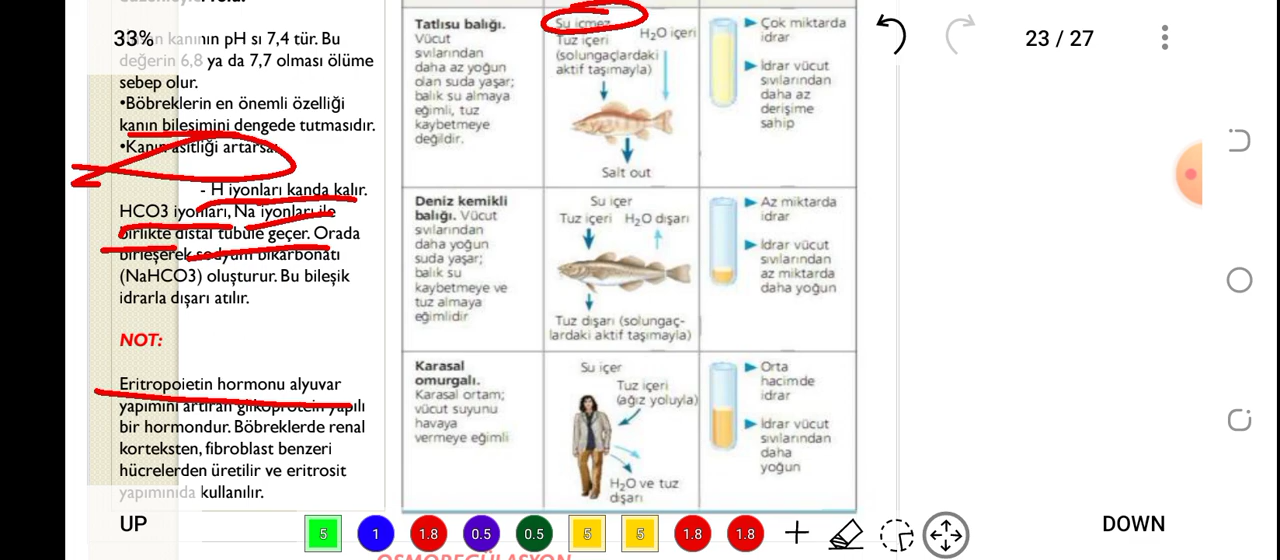 33%
kanının pH sı 7,4 tür. Bu
değerin 6,8 ya da 7,7 olması ölüme
sebep olur.
•Böbreklerin en önemli özelliği
kanın bileşimini dengede tutmasıdır.
•Kanın asitliği artarsa;
- H iyonları kanda kalır.
HCO3 iyonları, Na iyonları ile
birlikte distal tübüle geçer. Orada
birleşerek sodyum bikarbonatı
(NaHCO3) oluşturur. Bu bileşik
idrarla dışarı atılır.
NOT:
Eritropoietin hormonu alyuvar
yapımını artıran glikoprotein yapılı
bir hormondur. Böbreklerde renal
korteksten, fibroblast benzeri
hücrelerden üretilir ve eritrosit
yapımınıda kullanılır.
UP
Tatlısu balığı.
Vücut
sıvılarından
daha az yoğun
olan suda yaşar;
balık su almaya
eğimli, tuz
kaybetmeye
değildir.
Su içmez
H₂O içeri
Tuz içeri
(solungaçlardaki
aktif taşımayla)
Salt out
Çok miktarda
idrar
İdrar vücut
sıvılarından
daha az
derişime
sahip
Deniz kemikli
balığı. Vücut
sıvılarından
daha yoğun
suda yaşar;
balık su
kaybetmeye ve
tuz almaya
eğimlidir
Su içer
Tuz içeri H₂O dışarı
Tuz dışarı (solungaç-
lardaki aktif taşımayla)
Az miktarda
idrar
İdrar vücut
sıvılarından
az miktarda
daha yoğun
Karasal
omurgalı.
Karasal ortam;
vücut suyunu
havaya
vermeye eğimli
Su içer
Tuz içeri
(ağız yoluyla)
H₂O ve tuz
dışarı
Orta
hacimde
idrar
İdrar vücut
sıvılarından
daha
yoğun
23 / 27
5 1 1.8 0.5 0.5 5 5 1.8 1.8
DOWN
OSMOREGÜLASYON